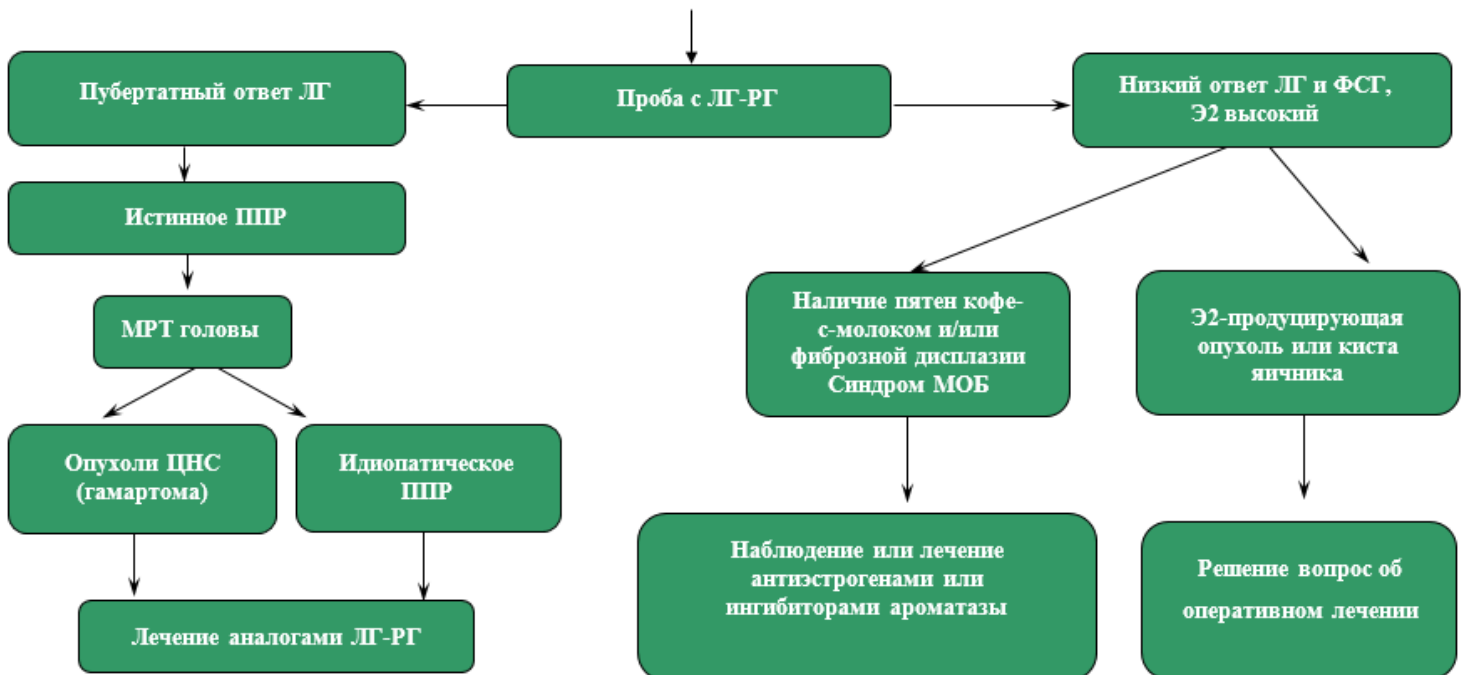 Пубертатный ответ ЛГ
Проба с ЛГ-РГ
Низкий ответ ЛГ и ФСГ,
Э2 высокий
Истинное ППР
МРТ головы
Наличие пятен кофе-
с-молоком и/или
фиброзной дисплазии
Синдром МОБ
Э2-продуцирующая
опухоль или киста
яичника
Опухоли ЦНС
(гамартома)
Идиопатическое
ППР
Наблюдение или лечение
антиэстрогенами или
ингибиторами ароматазы
Решение вопрос об
оперативном лечении
Лечение аналогами ЛГ-РГ